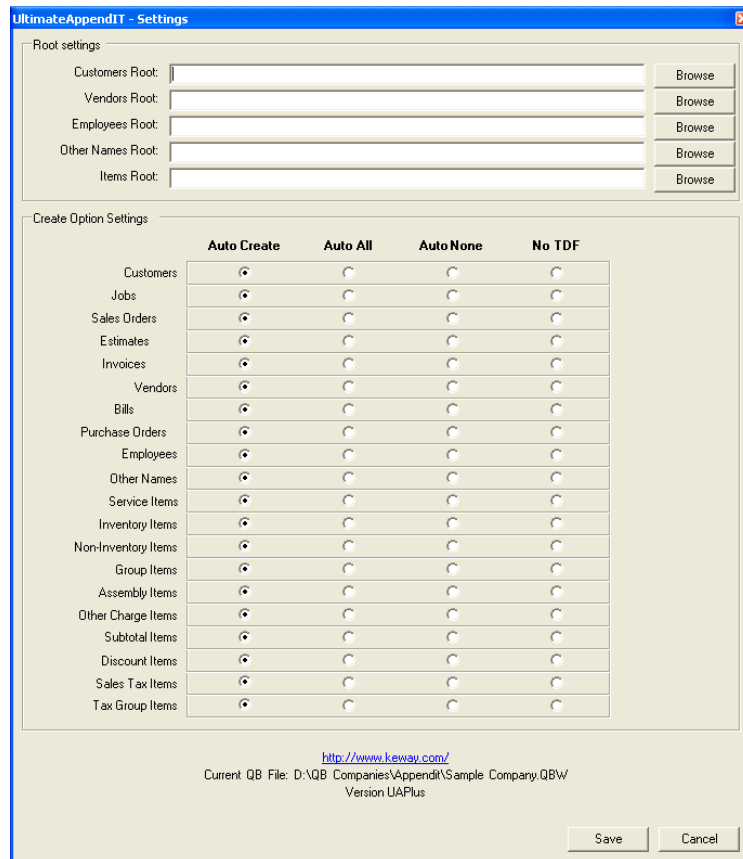 UltimateAppendIT - Settings
Root settings
Customers Root: Browse
Vendors Root: Browse
Employees Root: Browse
Other Names Root: Browse
Items Root: Browse
Create Option Settings
Auto Create Auto All Auto None No TDF
Customers
Jobs
Sales Orders
Estimates
Invoices
Vendors
Bills
Purchase Orders
Employees
Other Names
Service Items
Inventory Items
Non-Inventory Items
Group Items
Assembly Items
Other Charge Items
Subtotal Items
Discount Items
Sales Tax Items
Tax Group Items
http://www.keway.com/
Current QB File: D:\QB Companies\Appendit\Sample Company.QBW
Version UAPlus
Save Cancel